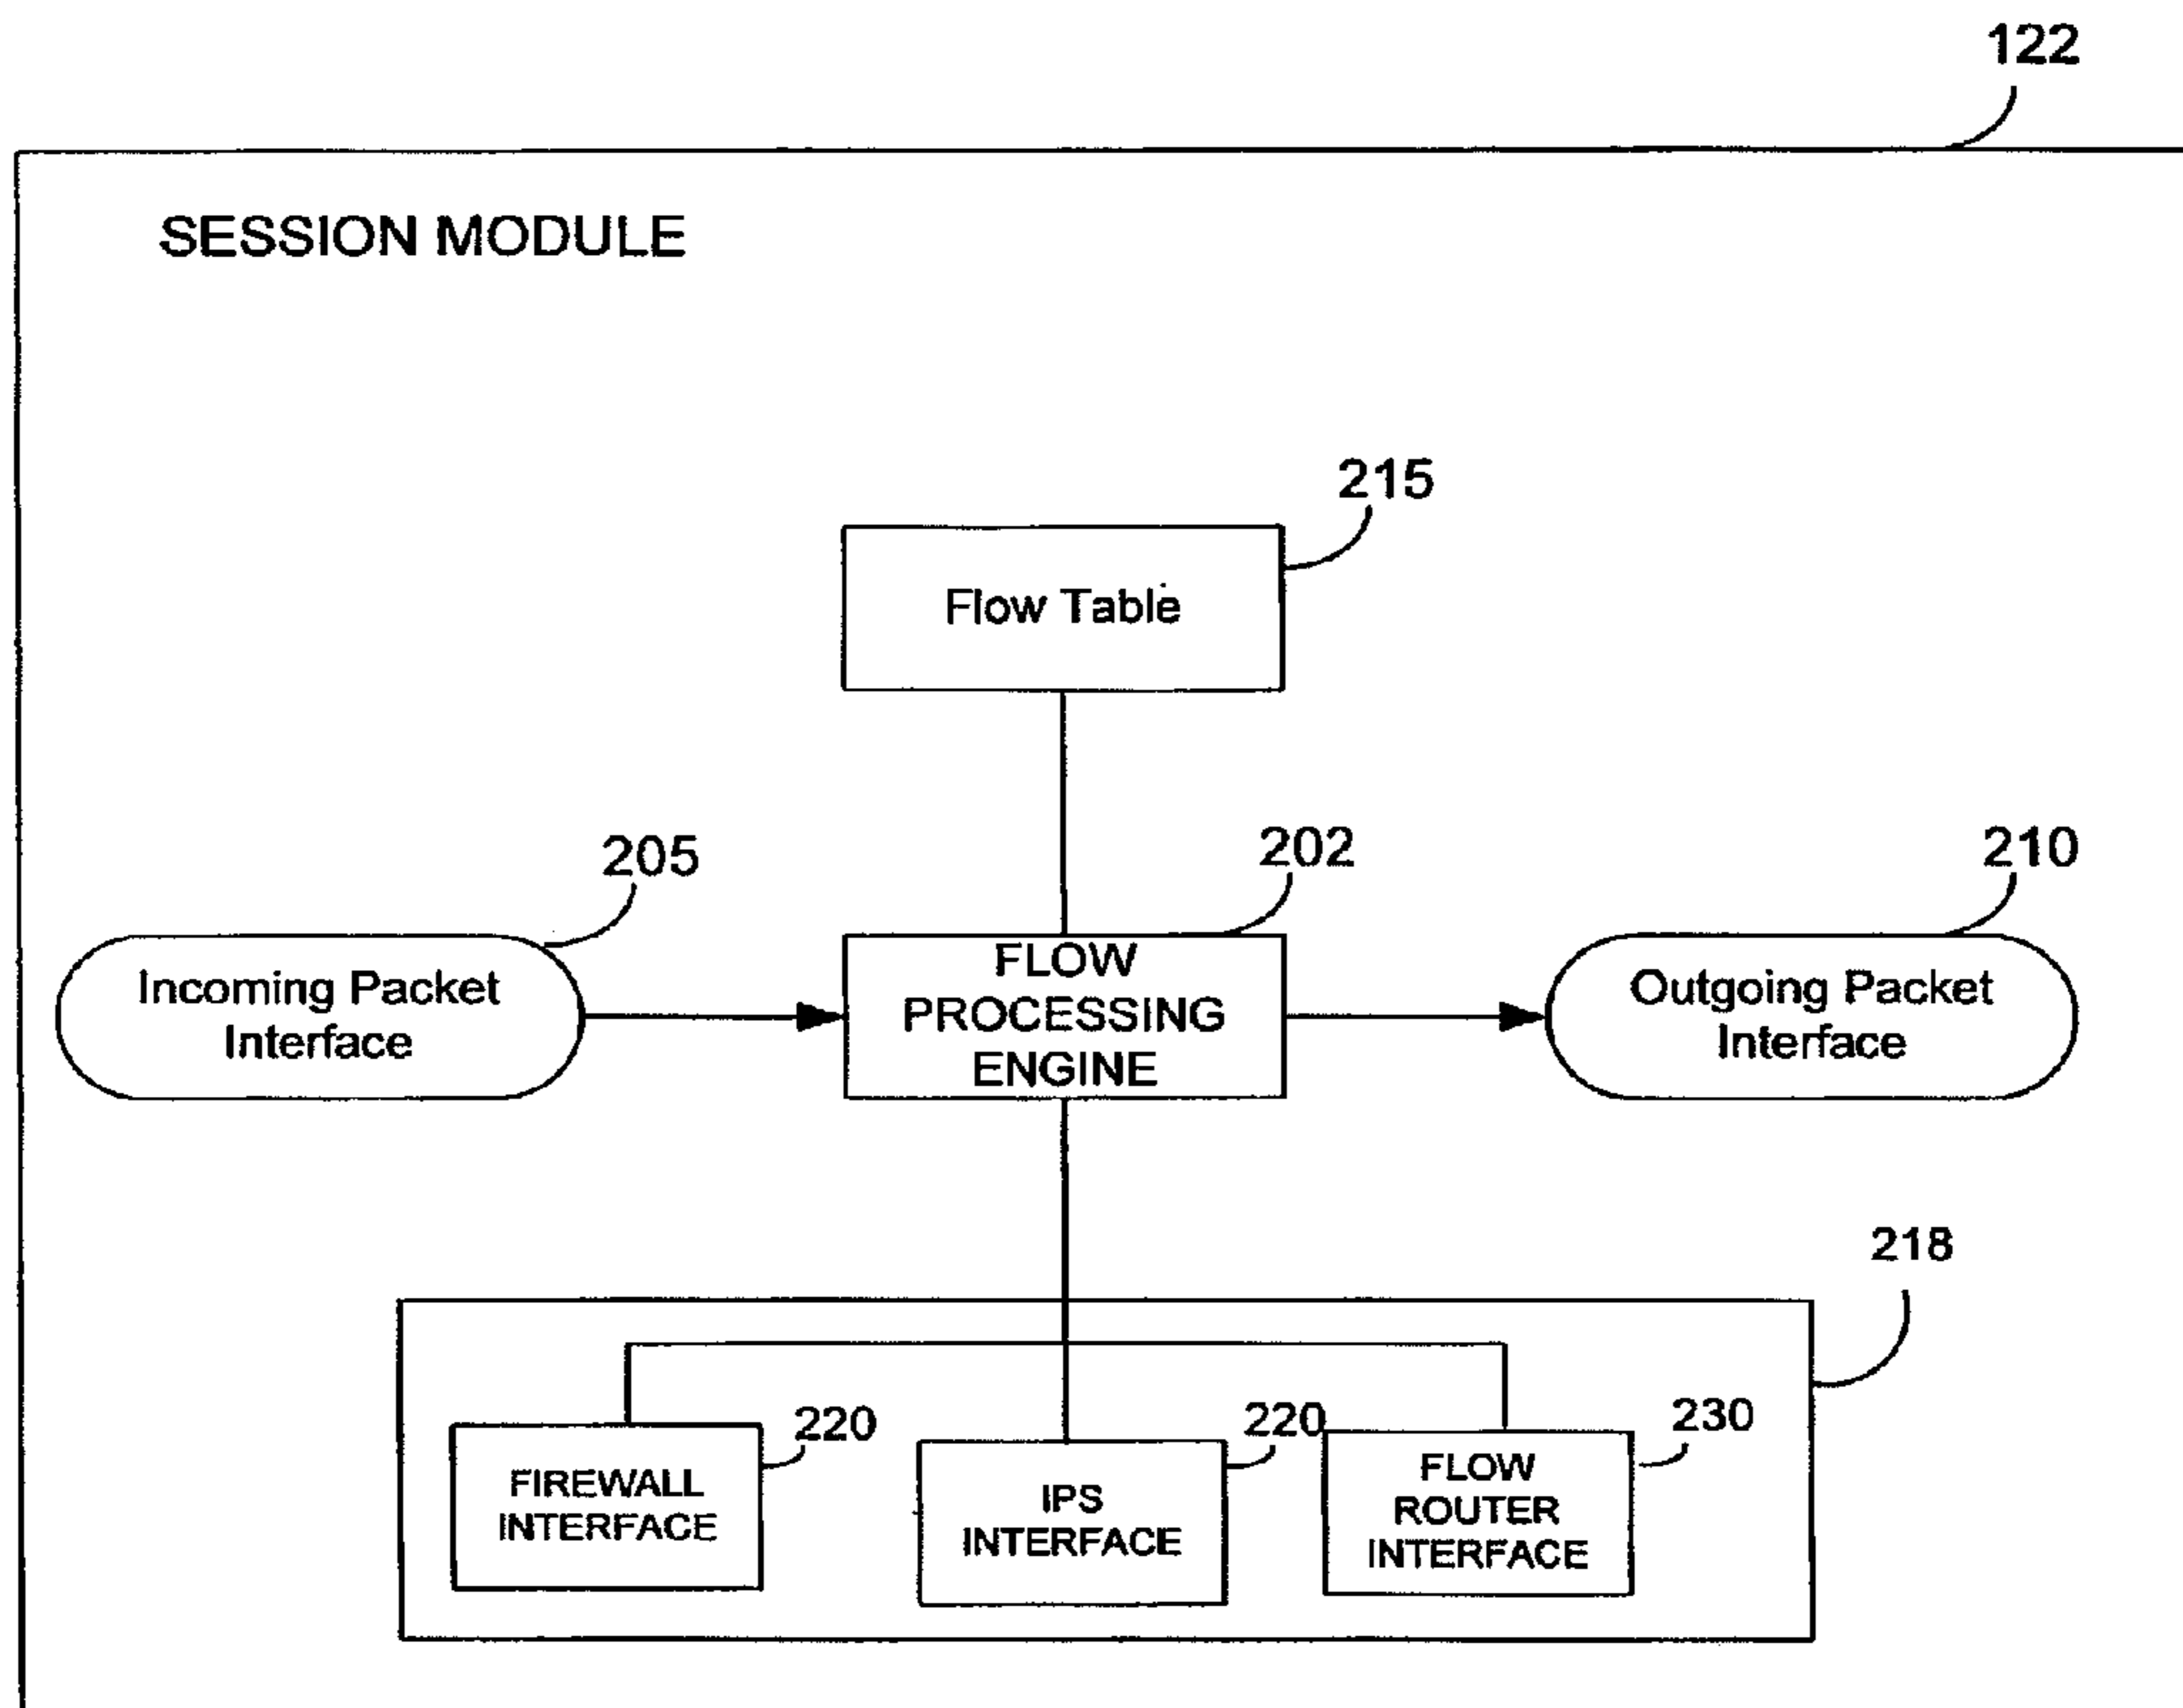 122
SESSION MODULE
215
Flow Table
205
202
210
Incoming Packet
Interface
FLOW
PROCESSING
ENGINE
Outgoing Packet
Interface
218
220
220
230
FIREWALL
INTERFACE
IPS
INTERFACE
FLOW
ROUTER
INTERFACE